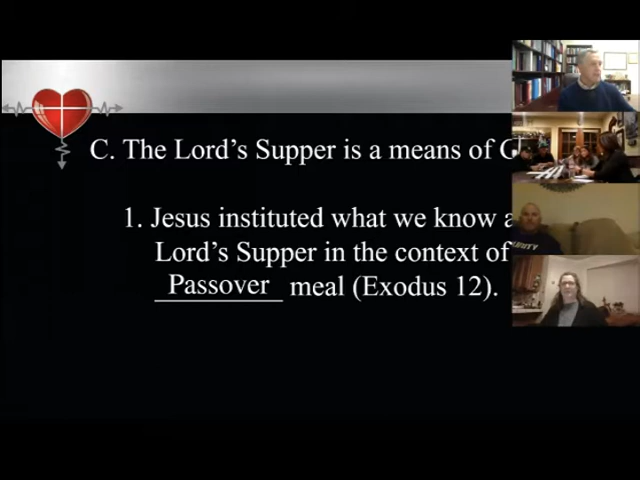 C. The Lord's Supper is a means of G
1. Jesus instituted what we know a
Lord's Supper in the context of
Passover meal (Exodus 12).